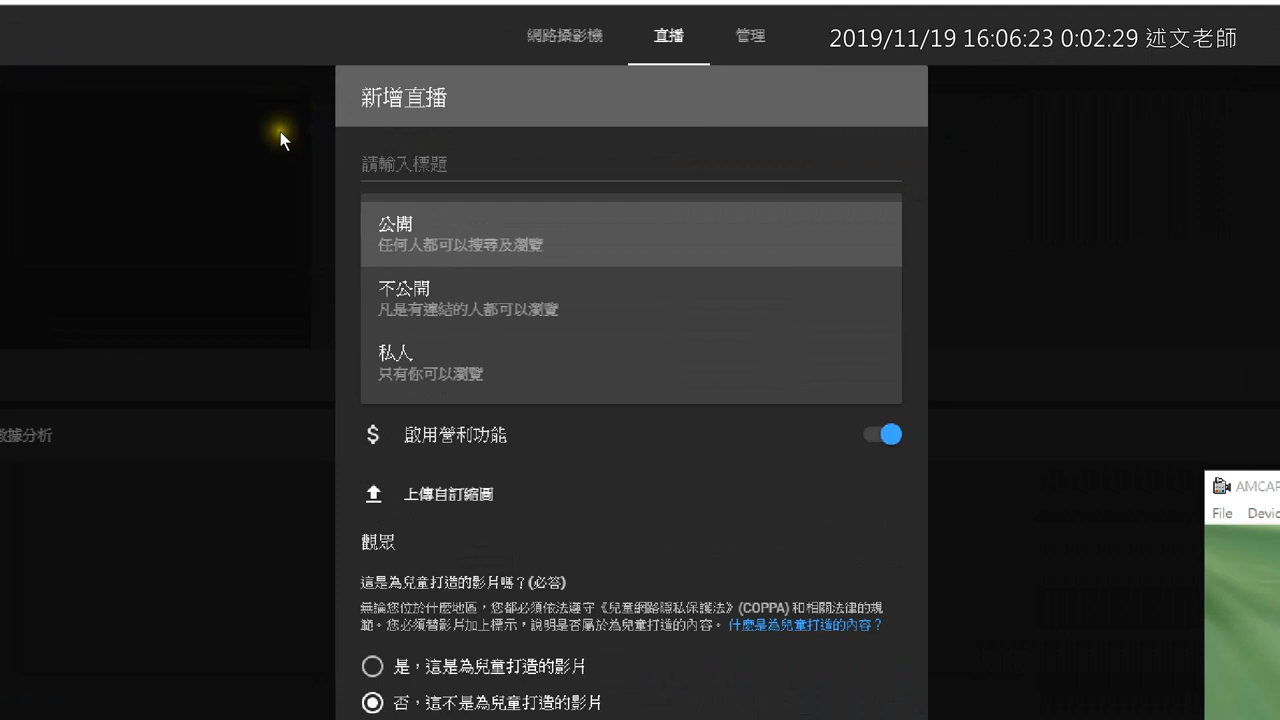 網路攝影機 直播 管理 2019/11/19 16:06:23 0:02:29 述文老師
新增直播
請輸入標題
公開
任何人都可以搜尋及瀏覽
不公開
凡是有連結的人都可以瀏覽
私人
只有你可以瀏覽
數據分析
$ 啟用營利功能
上傳自訂縮圖
AMCAP
File Devic
觀眾
這是為兒童打造的影片嗎？(必答)
無論您位於什麼地區，您都必須依法遵守《兒童網路隱私保護法》(COPPA) 和相關法律的規
範。您必須替影片加上標示，說明是否屬於為兒童打造的內容。 什麼是為兒童打造的內容？
是，這是為兒童打造的影片
否，這不是為兒童打造的影片